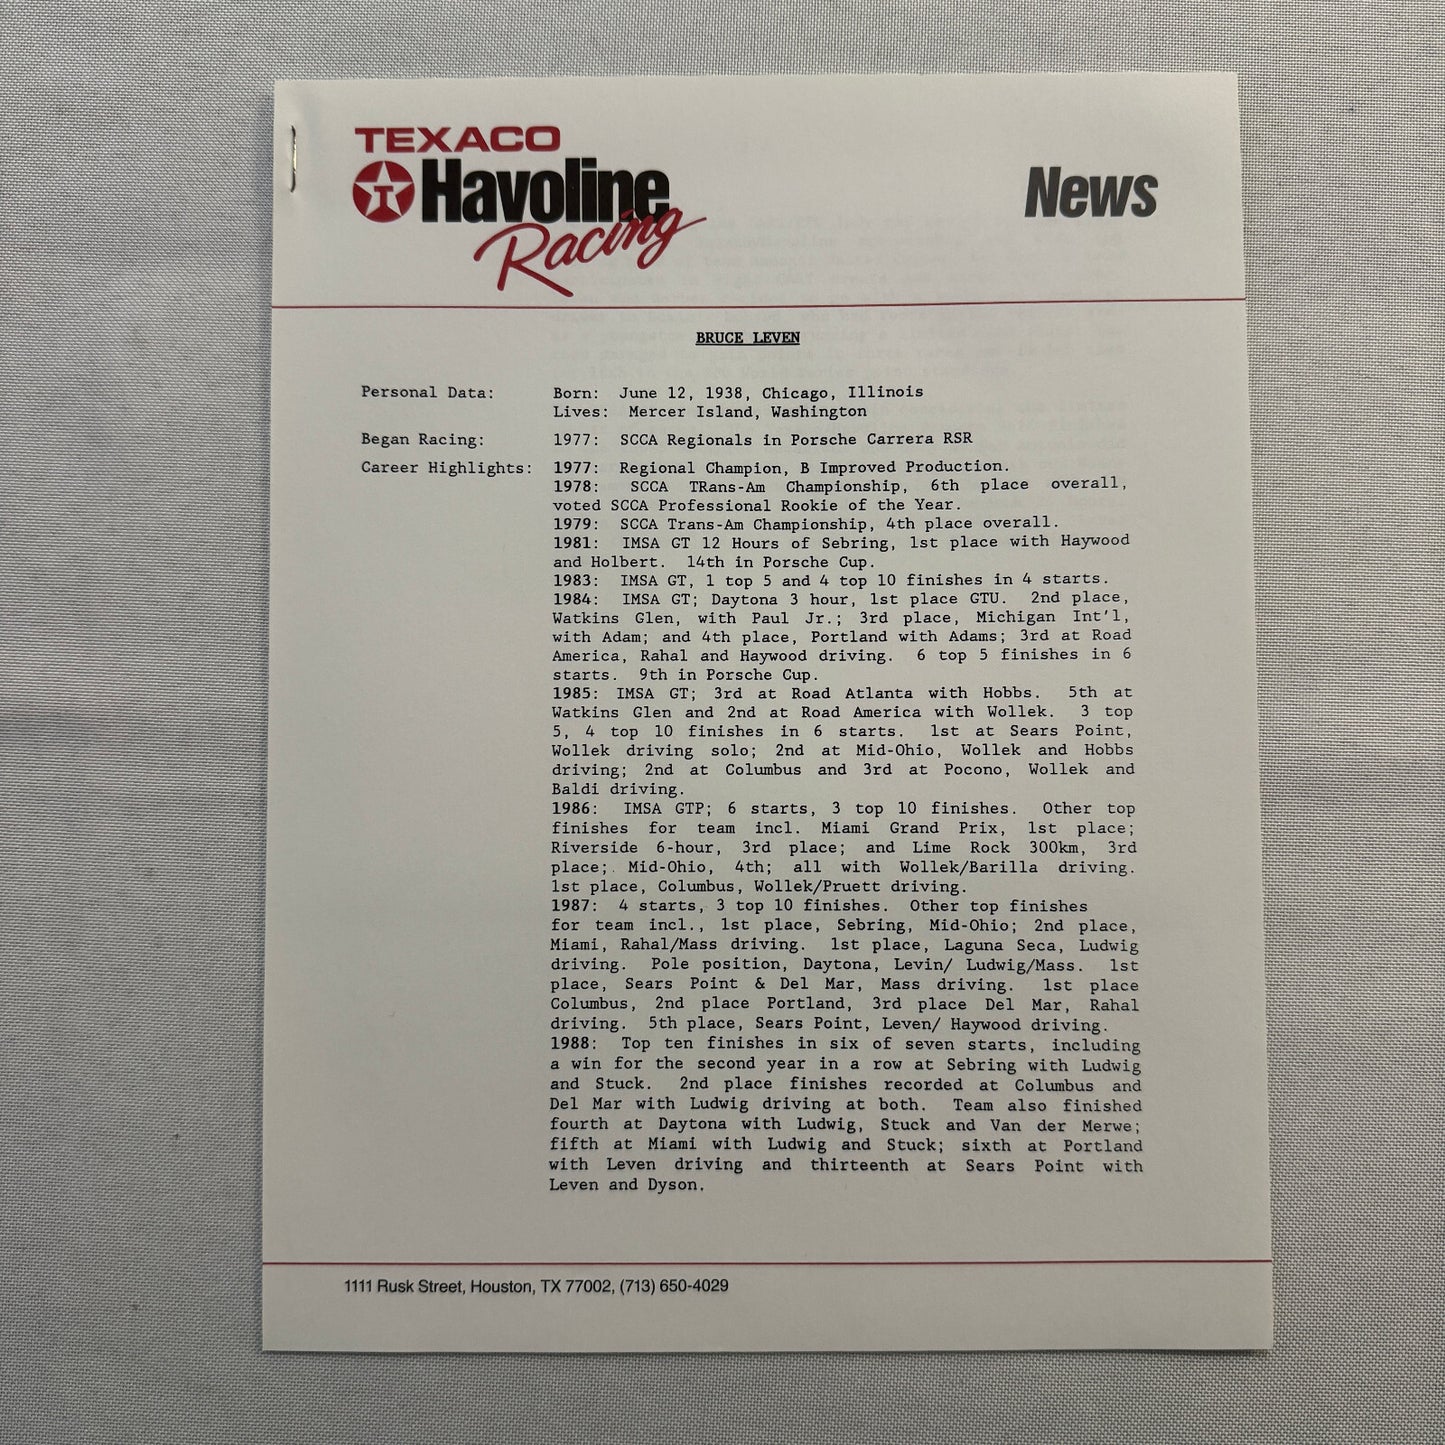 TEXACO
T Havoline
Racing
News
BRUCE LEVEN
Personal Data: Born: June 12, 1938, Chicago, Illinois
Lives: Mercer Island, Washington
Began Racing: 1977: SCCA Regionals in Porsche Carrera RSR
Career Highlights: 1977: Regional Champion, B Improved Production.
1978: SCCA TRans-Am Championship, 6th place overall,
voted SCCA Professional Rookie of the Year.
1979: SCCA Trans-Am Championship, 4th place overall.
1981: IMSA GT 12 Hours of Sebring, 1st place with Haywood
and Holbert. 14th in Porsche Cup.
1983: IMSA GT, 1 top 5 and 4 top 10 finishes in 4 starts.
1984: IMSA GT; Daytona 3 hour, 1st place GTU. 2nd place,
Watkins Glen, with Paul Jr.; 3rd place, Michigan Int'l,
with Adam; and 4th place, Portland with Adams; 3rd at Road
America, Rahal and Haywood driving. 6 top 5 finishes in 6
starts. 9th in Porsche Cup.
1985: IMSA GT; 3rd at Road Atlanta with Hobbs. 5th at
Watkins Glen and 2nd at Road America with Wollek. 3 top
5, 4 top 10 finishes in 6 starts. 1st at Sears Point,
Wollek driving solo; 2nd at Mid-Ohio, Wollek and Hobbs
driving; 2nd at Columbus and 3rd at Pocono, Wollek and
Baldi driving.
1986: IMSA GTP; 6 starts, 3 top 10 finishes. Other top
finishes for team incl. Miami Grand Prix, 1st place;
Riverside 6-hour, 3rd place; and Lime Rock 300km, 3rd
place; Mid-Ohio, 4th; all with Wollek/Barilla driving.
1st place, Columbus, Wollek/Pruett driving.
1987: 4 starts, 3 top 10 finishes. Other top finishes
for team incl., 1st place, Sebring, Mid-Ohio; 2nd place,
Miami, Rahal/Mass driving. 1st place, Laguna Seca, Ludwig
driving. Pole position, Daytona, Levin/ Ludwig/Mass. 1st
place, Sears Point & Del Mar, Mass driving. 1st place
Columbus, 2nd place Portland, 3rd place Del Mar, Rahal
driving. 5th place, Sears Point, Leven/ Haywood driving.
1988: Top ten finishes in six of seven starts, including
a win for the second year in a row at Sebring with Ludwig
and Stuck. 2nd place finishes recorded at Columbus and
Del Mar with Ludwig driving at both. Team also finished
fourth at Daytona with Ludwig, Stuck and Van der Merwe;
fifth at Miami with Ludwig and Stuck; sixth at Portland
with Leven driving and thirteenth at Sears Point with
Leven and Dyson.
1111 Rusk Street, Houston, TX 77002, (713) 650-4029